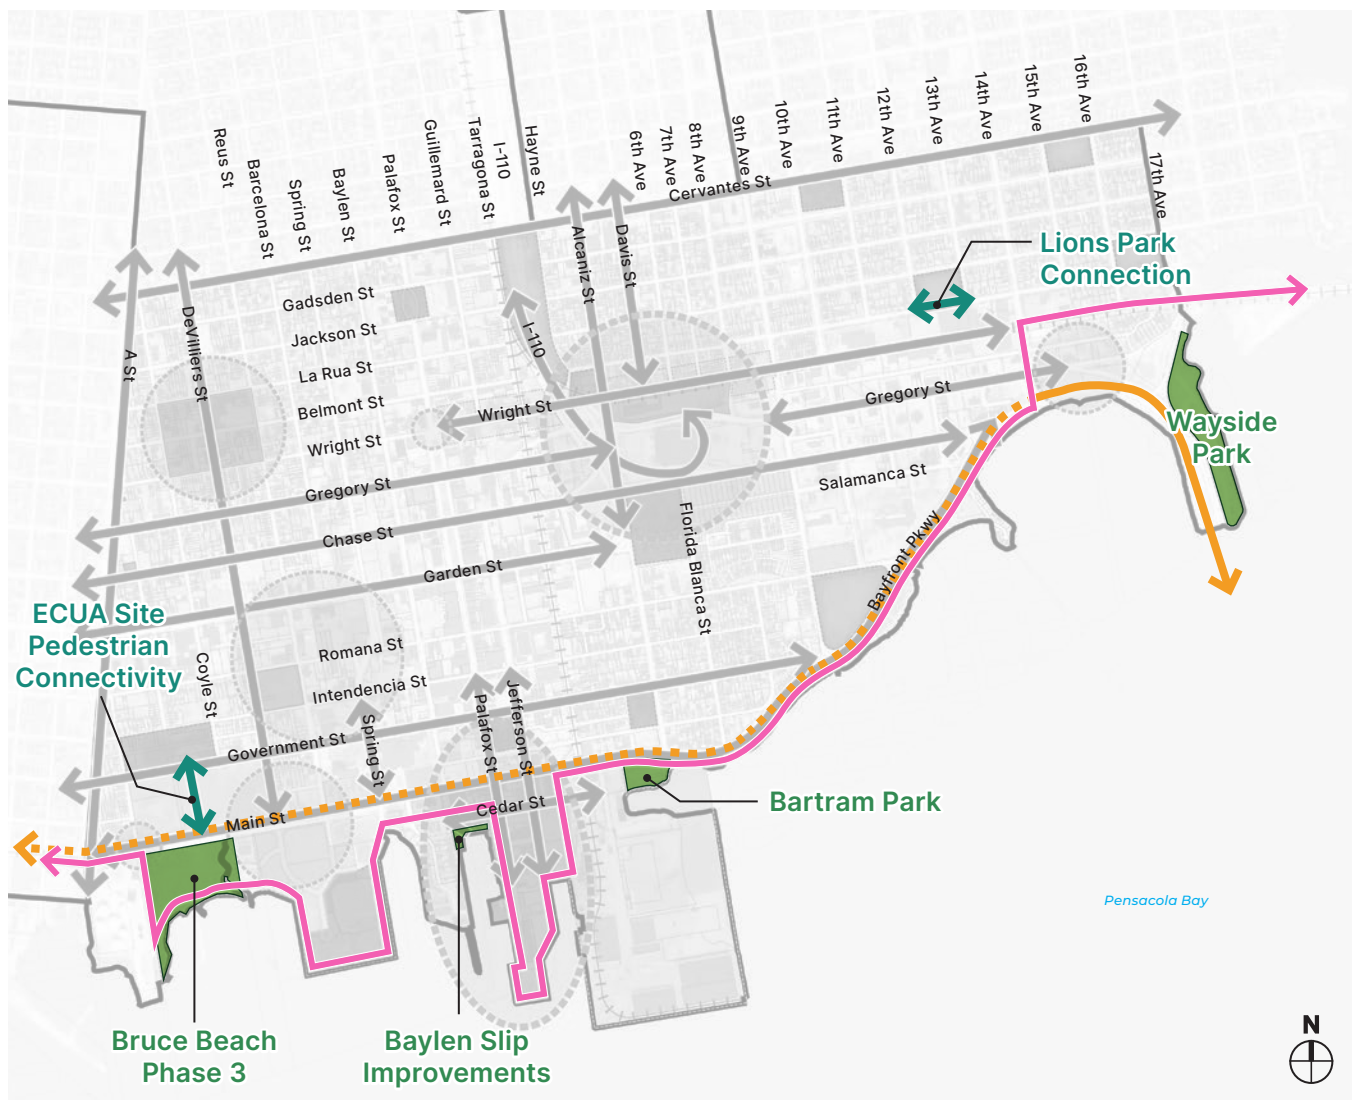 16th Ave
15th Ave
14th Ave
13th Ave
12th Ave
11th Ave
10th Ave
9th Ave
8th Ave
7th Ave
6th Ave
Hayne St
I-110
Tarragona St
Guillemard St
Palafox St
Baylen St
Spring St
Barcelona St
Reus St
17th Ave
Cervantes St
Alcaniz St
Davis St
Lions Park
Connection
Gadsden St
Jackson St
La Rua St
Belmont St
Wright St
DeVilliers St
A St
I-110
Wright St
Gregory St
Gregory St
Wayside
Park
Salamanca St
Chase St
Garden St
Florida Blanca St
Bayfront Pkwy
ECUA Site
Pedestrian
Connectivity
Coyle St
Romana St
Intendencia St
Government St
Spring St
Palafox St
Jefferson St
Main St
Cedar St
Bartram Park
Pensacola Bay
Bruce Beach
Phase 3
Baylen Slip
Improvements
N